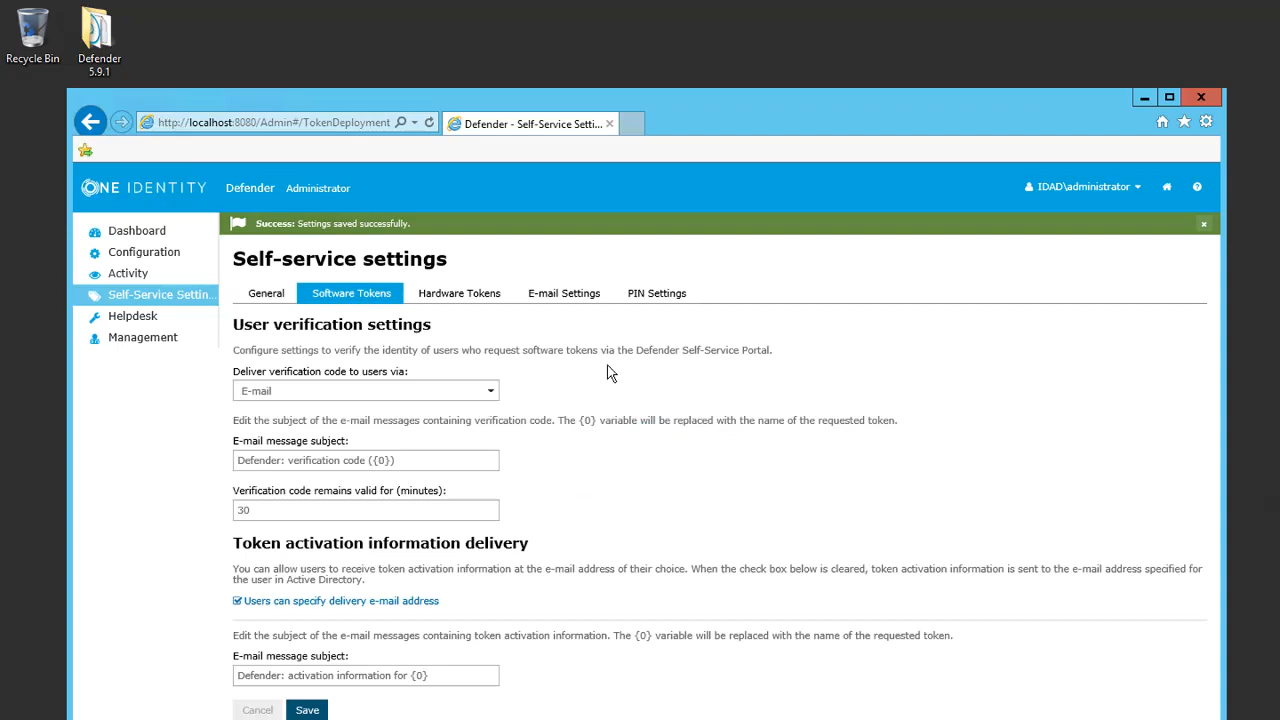 Recycle Bin
Defender
5.9.1
http://localhost:8080/Admin#/TokenDeployment
Defender - Self-Service Setti...
ONE IDENTITY
Defender
Administrator
IDAD\administrator
Success: Settings saved successfully.
Dashboard
Configuration
Activity
Self-Service Settin...
Helpdesk
Management
Self-service settings
General
Software Tokens
Hardware Tokens
E-mail Settings
PIN Settings
User verification settings
Configure settings to verify the identity of users who request software tokens via the Defender Self-Service Portal.
Deliver verification code to users via:
E-mail
Edit the subject of the e-mail messages containing verification code. The {0} variable will be replaced with the name of the requested token.
E-mail message subject:
Defender: verification code ({0})
Verification code remains valid for (minutes):
30
Token activation information delivery
You can allow users to receive token activation information at the e-mail address of their choice. When the check box below is cleared, token activation information is sent to the e-mail address specified for
the user in Active Directory.
Users can specify delivery e-mail address
Edit the subject of the e-mail messages containing token activation information. The {0} variable will be replaced with the name of the requested token.
E-mail message subject:
Defender: activation information for {0}
Cancel
Save